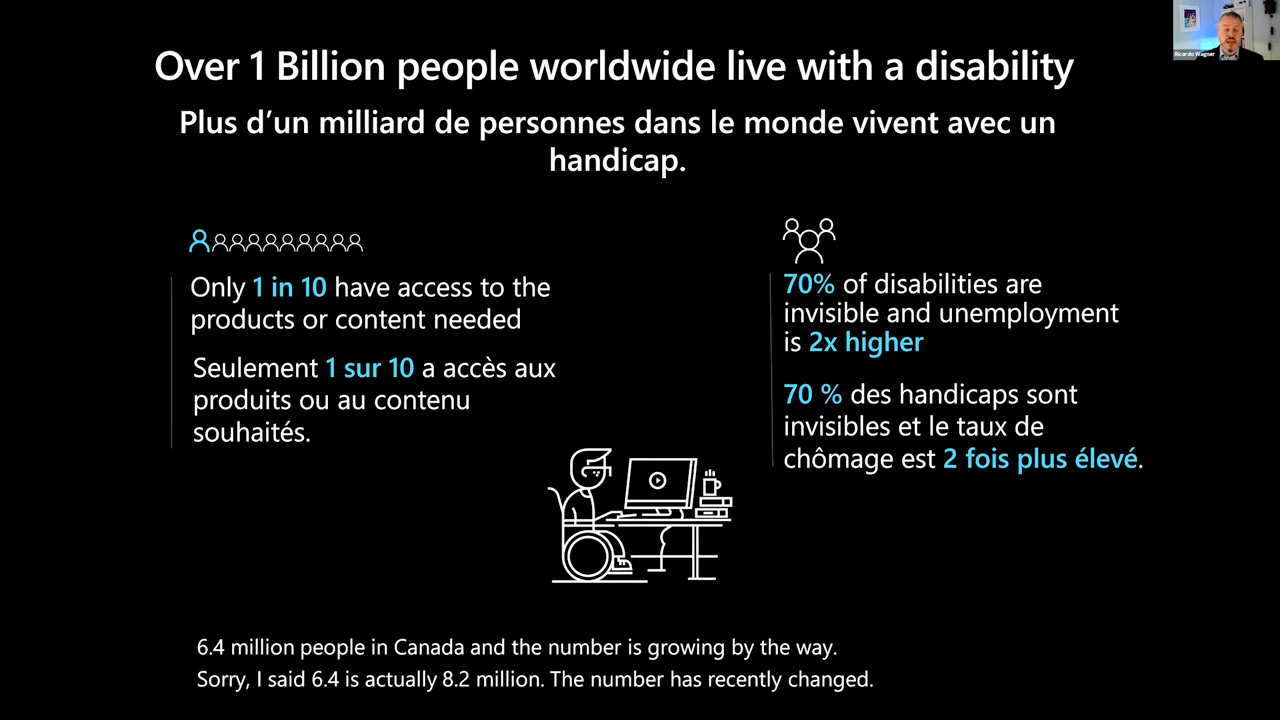 Over 1 Billion people worldwide live with a disability
Plus d’un milliard de personnes dans le monde vivent avec un
handicap.
Only 1 in 10 have access to the
products or content needed
Seulement 1 sur 10 a accès aux
produits ou au contenu
souhaités.
70% of disabilities are
invisible and unemployment
is 2x higher
70 % des handicaps sont
invisibles et le taux de
chômage est 2 fois plus élevé.
6.4 million people in Canada and the number is growing by the way.
Sorry, I said 6.4 is actually 8.2 million. The number has recently changed.
Ricardo Wagner